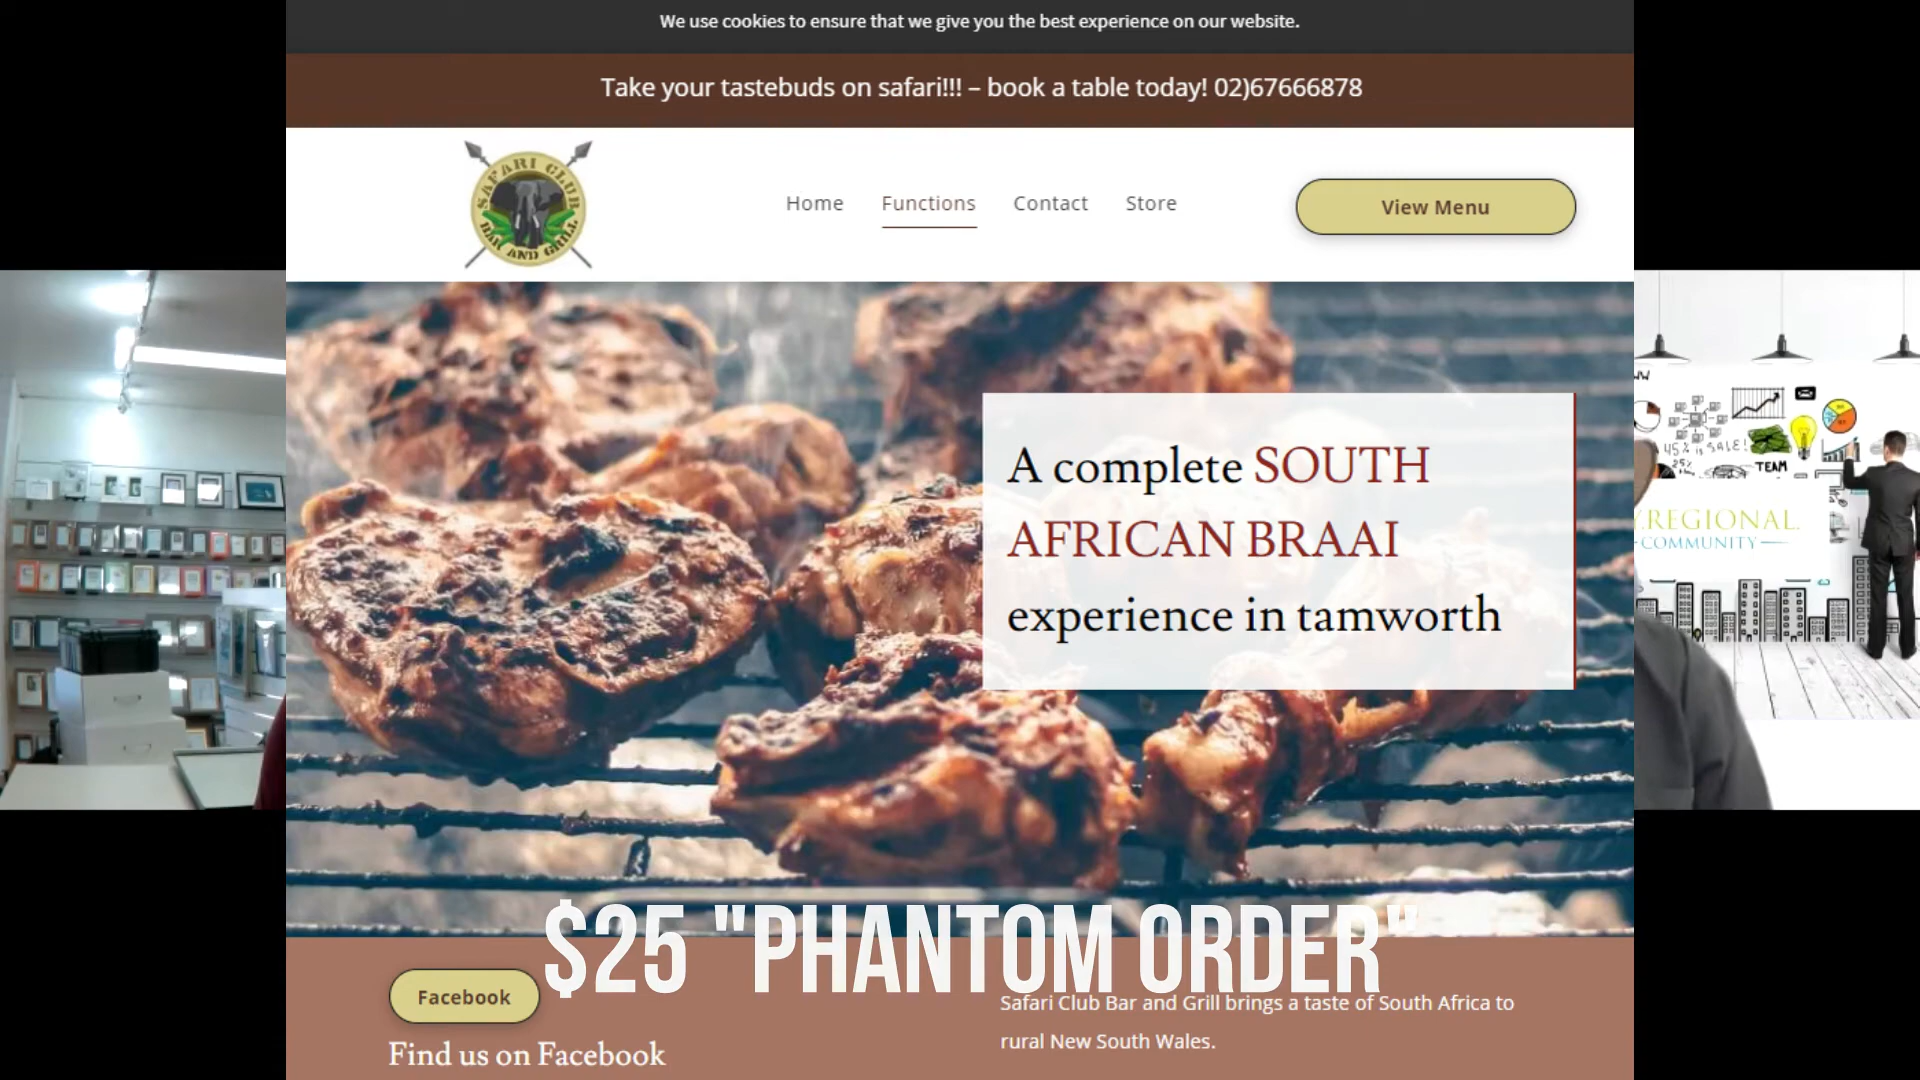 We use cookies to ensure that we give you the best experience on our website.
Take your tastebuds on safari!!! – book a table today! 02)67666878
SAFARI CLUB
BAR AND GRILL
Home Functions Contact Store
View Menu
A complete SOUTH
AFRICAN BRAAI
experience in tamworth
45% SALE!
25%
TEAM
Y.REGIONAL.
COMMUNITY
$25 "PHANTOM ORDER"
Facebook
Find us on Facebook
Safari Club Bar and Grill brings a taste of South Africa to
rural New South Wales.